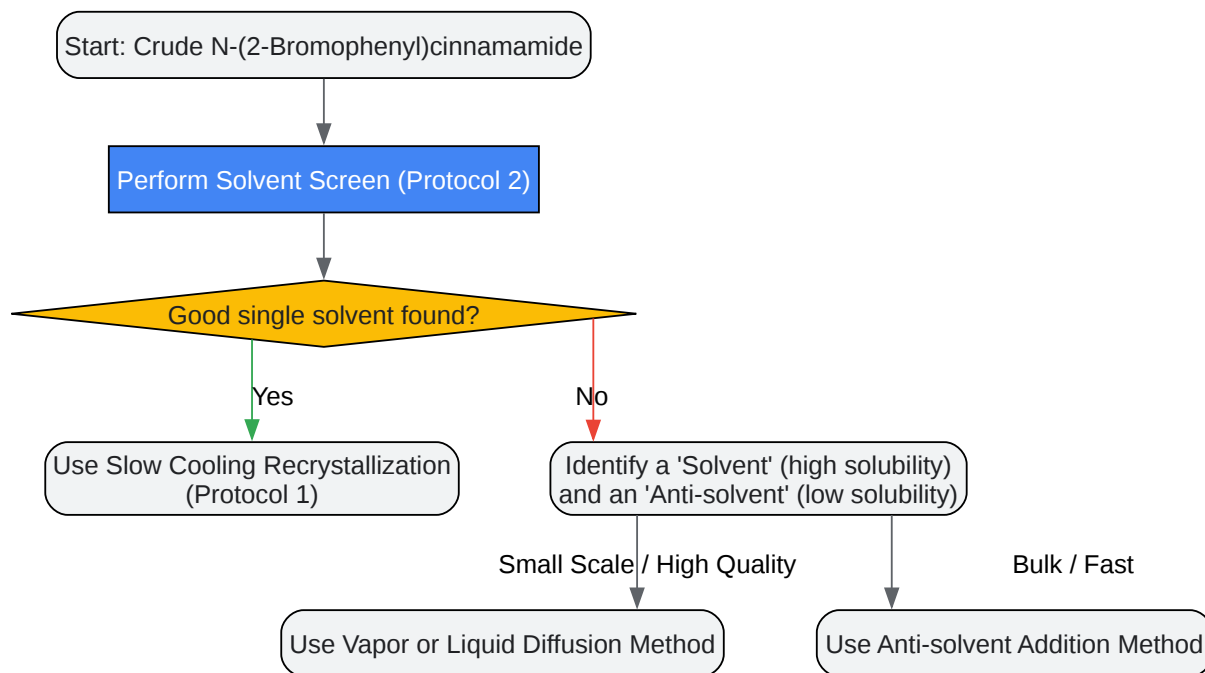 Start: Crude N-(2-Bromophenyl)cinnamamide
Perform Solvent Screen (Protocol 2)
Good single solvent found?
Yes
No
Use Slow Cooling Recrystallization
(Protocol 1)
Identify a 'Solvent' (high solubility)
and an 'Anti-solvent' (low solubility)
Small Scale / High Quality
Bulk / Fast
Use Vapor or Liquid Diffusion Method
Use Anti-solvent Addition Method